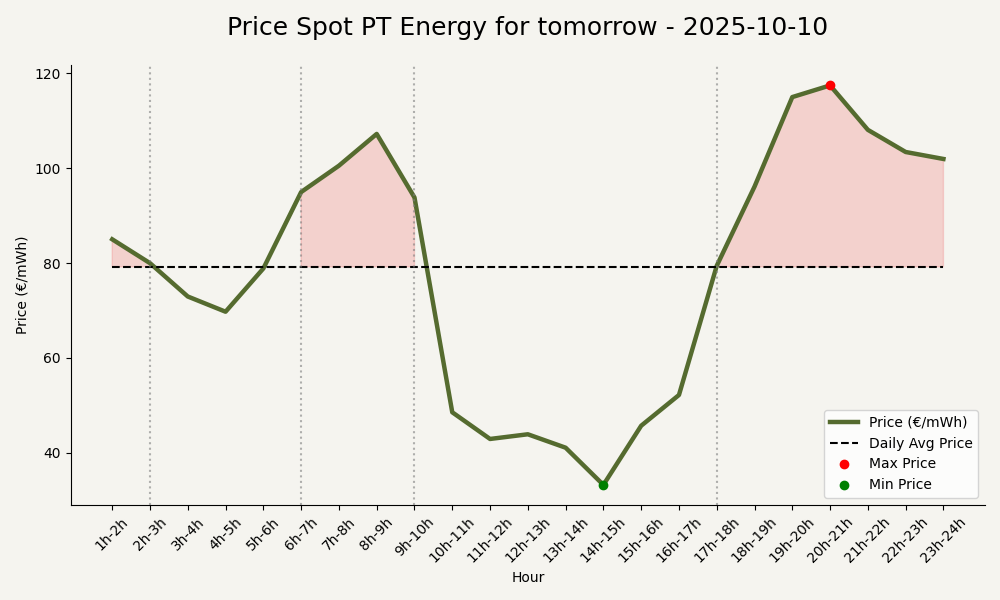 Price Spot PT Energy for tomorrow - 2025-10-10
Price (€/mWh)
120
100
80
60
40
1h-2h
2h-3h
3h-4h
4h-5h
5h-6h
6h-7h
7h-8h
8h-9h
9h-10h
10h-11h
11h-12h
12h-13h
13h-14h
14h-15h
15h-16h
16h-17h
17h-18h
18h-19h
19h-20h
20h-21h
21h-22h
22h-23h
23h-24h
Hour
Price (€/mWh)
Daily Avg Price
Max Price
Min Price